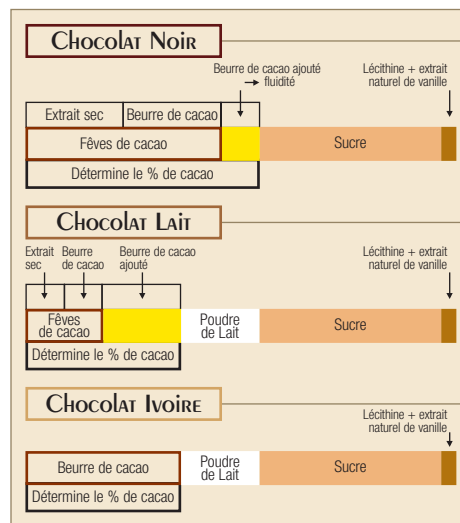 Chocolat Noir
Beurre de cacao ajouté
→ fluidité
Lécithine + extrait
naturel de vanille
Extrait sec
Beurre de cacao
Fêves de cacao
Sucre
Détermine le % de cacao
Chocolat Lait
Extrait
sec
Beurre
de cacao
Beurre de cacao
ajouté
Lécithine + extrait
naturel de vanille
Fêves
de cacao
Poudre
de Lait
Sucre
Détermine le % de cacao
Chocolat Ivoire
Lécithine + extrait
naturel de vanille
Beurre de cacao
Poudre
de Lait
Sucre
Détermine le % de cacao